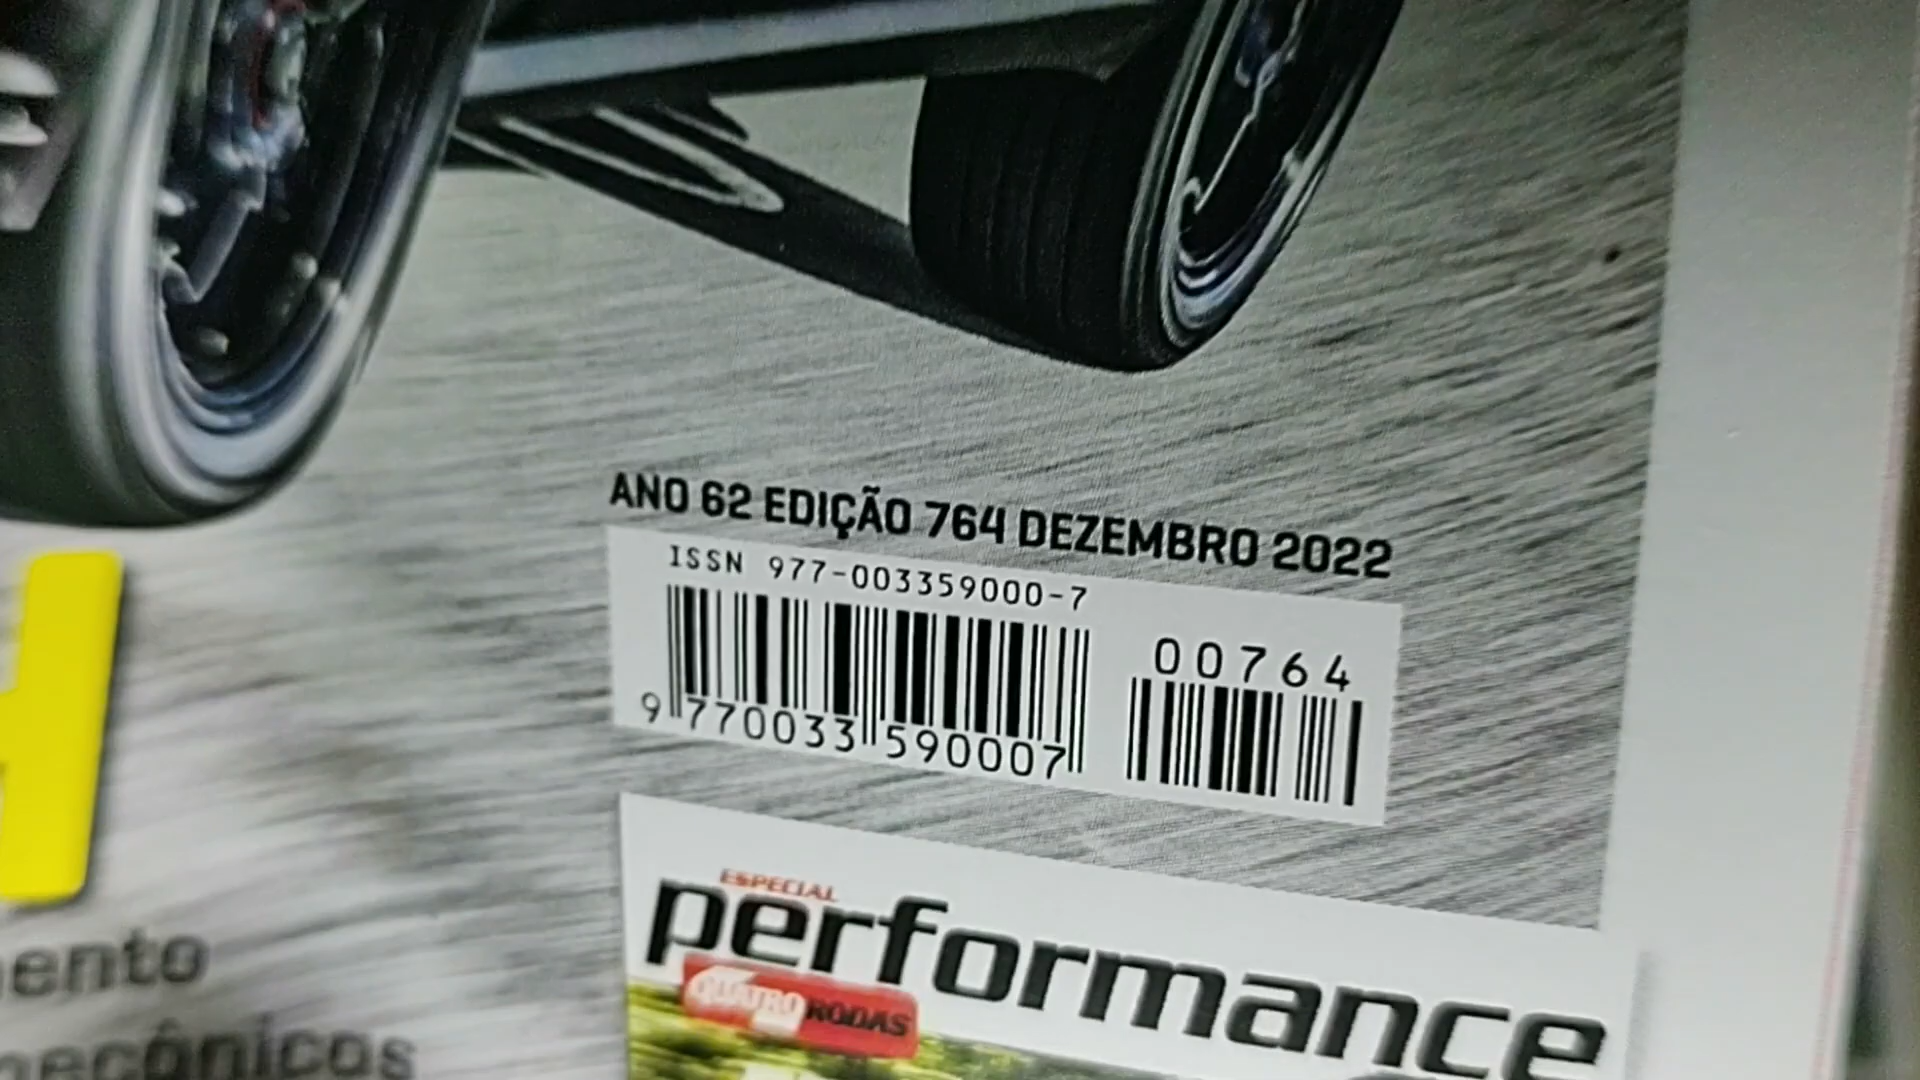 ANO 62 EDIÇÃO 764 DEZEMBRO 2022
ISSN 977-003359000-7
00764
9 770033 590007
H
ESPECIAL
performance
QUATRO RODAS
ento
mecânicos